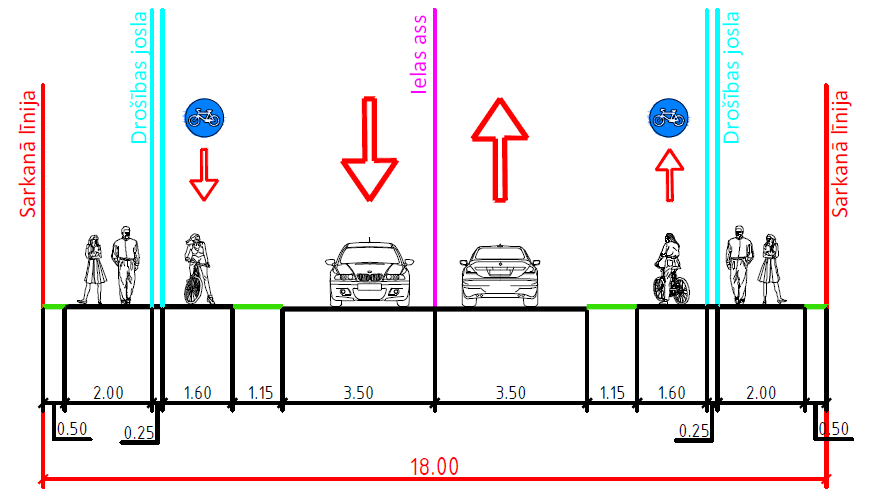 Sarkanā līnija
Drošības josla
Ielas ass
Drošības josla
Sarkanā līnija
2.00
1.60
1.15
3.50
3.50
1.15
1.60
2.00
0.50
0.25
0.25
0.50
18.00